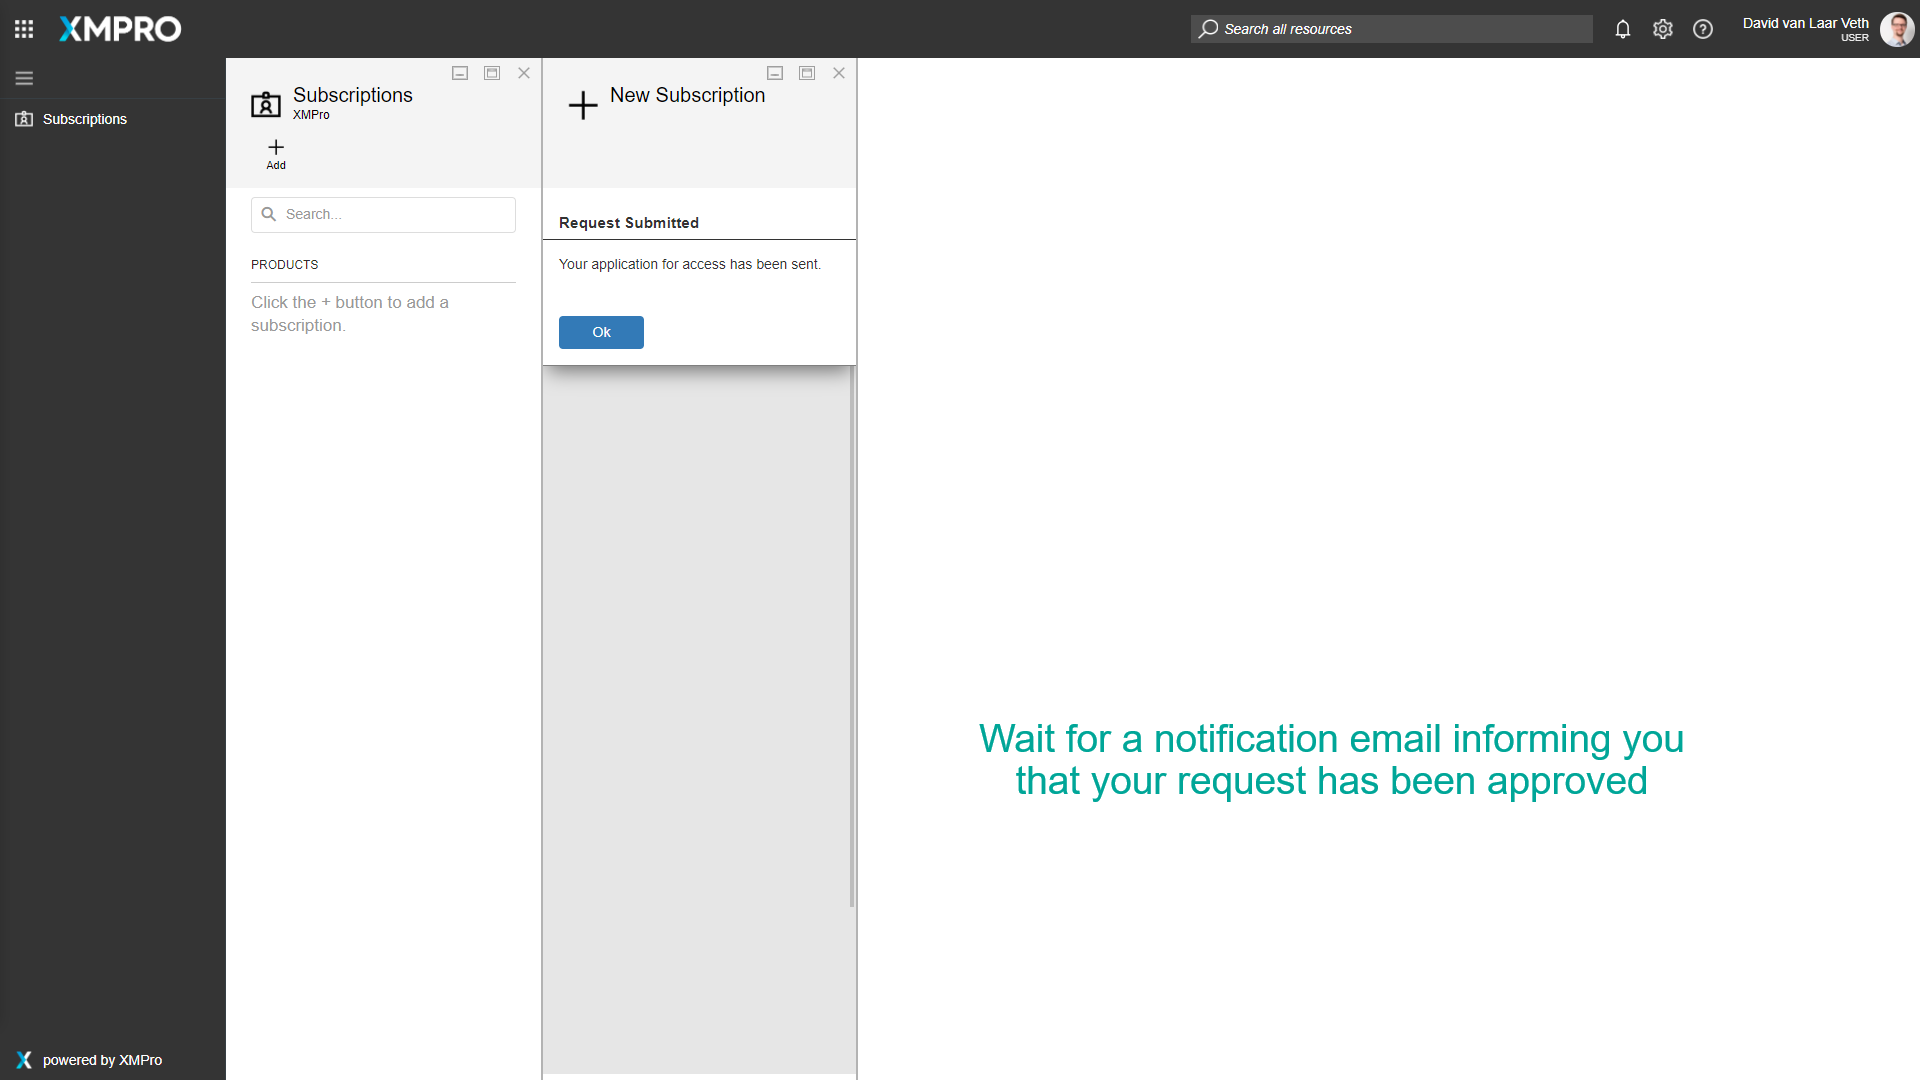 XMPRO
Search all resources
David van Laar Veth
USER
Subscriptions
Subscriptions
XMPro
Add
Search...
PRODUCTS
Click the + button to add a
subscription.
New Subscription
Request Submitted
Your application for access has been sent.
Ok
Wait for a notification email informing you
that your request has been approved
powered by XMPro